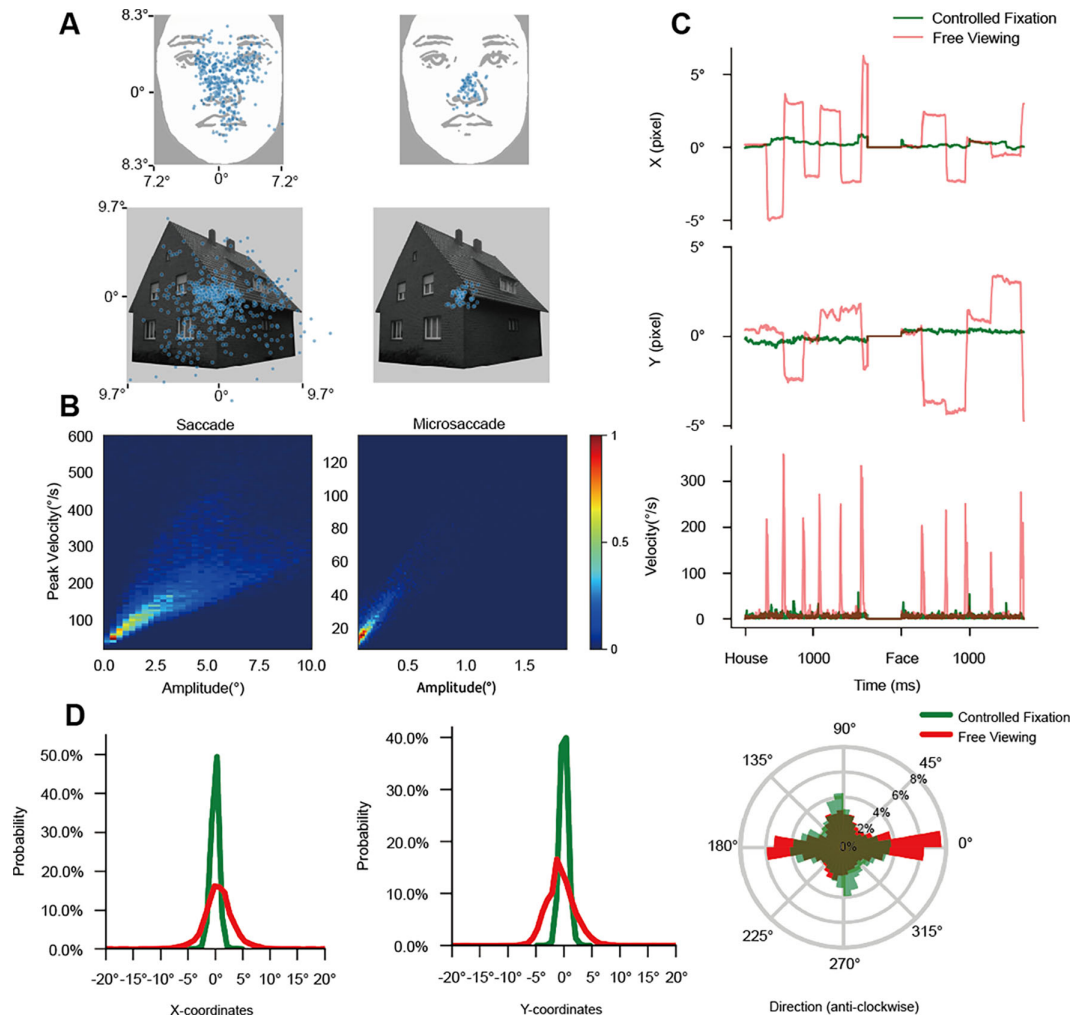 A
8.3°
0°
8.3°
7.2° 0° 7.2°
9.7°
0°
9.7° 0° 9.7°
B
Saccade
Peak Velocity(°/s)
600
500
400
300
200
100
0.0 2.5 5.0 7.5 10.0
Amplitude(°)
Microsaccade
120
100
80
60
40
20
0.5 1.0 1.5
Amplitude(°)
1
0.5
0
C
Controlled Fixation
Free Viewing
X (pixel)
5°
0°
-5°
Y (pixel)
5°
0°
-5°
Velocity(°/s)
300
200
100
0
House 1000 Face 1000
Time (ms)
D
Probability
50.0%
40.0%
30.0%
20.0%
10.0%
0.0%
-20°-15°-10° -5° 0° 5° 10° 15° 20°
X-coordinates
Probability
40.0%
30.0%
20.0%
10.0%
0.0%
-20°-15°-10° -5° 0° 5° 10° 15° 20°
Y-coordinates
Controlled Fixation
Free Viewing
90°
135° 45°
8%
6%
4%
2%
180° 0% 0°
225° 315°
270°
Direction (anti-clockwise)